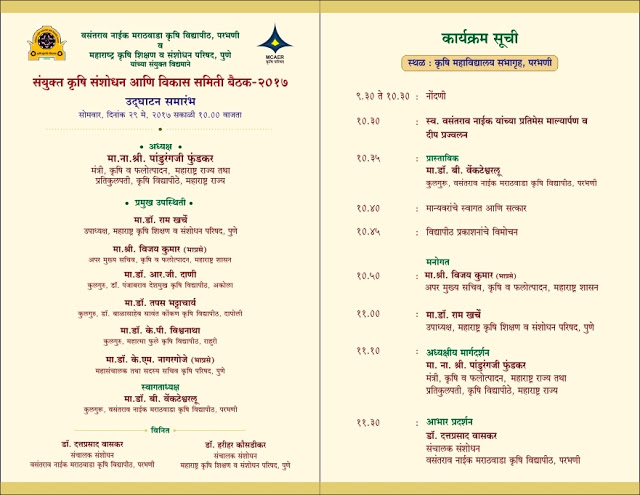 वसंतराव नाईक मराठवाडा कृषि विद्यापीठ, परभणी
व
महाराष्ट्र कृषि शिक्षण व संशोधन परिषद, पुणे
यांच्या संयुक्त विद्यमाने
MCAER
कृषि परिषद
संयुक्त कृषि संशोधन आणि विकास समिती बैठक-२०१७
उद्घाटन समारंभ
सोमवार, दिनांक २९ मे, २०१७ सकाळी १०.०० वाजता
• अध्यक्ष •
मा.ना.श्री. पांडुरंगजी फुंडकर
मंत्री, कृषि व फलोत्पादन, महाराष्ट्र राज्य तथा
प्रतिकुलपती, कृषि विद्यापीठे, महाराष्ट्र राज्य
• प्रमुख उपस्थिती •
मा.डॉ. राम खर्चे
उपाध्यक्ष, महाराष्ट्र कृषि शिक्षण व संशोधन परिषद, पुणे
मा.श्री. विजय कुमार (भाप्रसे)
अपर मुख्य सचिव, कृषि व फलोत्पादन, महाराष्ट्र शासन
मा.डॉ. आर.जी. दाणी
कुलगुरु, डॉ. पंजाबराव देशमुख कृषि विद्यापीठ, अकोला
मा.डॉ. तपस भट्टाचार्य
कुलगुरु, डॉ. बाळासाहेब सावंत कोंकण कृषि विद्यापीठ, दापोली
मा.डॉ. के.पी. विश्वनाथा
कुलगुरु, महात्मा फुले कृषि विद्यापीठ, राहुरी
मा.डॉ. के.एम. नागरगोजे (भाप्रसे)
महासंचालक तथा सदस्य सचिव कृषि परिषद, पुणे
स्वागताध्यक्ष
मा.डॉ. बी. वेंकटेश्वरलू
कुलगुरू, वसंतराव नाईक मराठवाडा कृषि विद्यापीठ, परभणी
विनित
डॉ. दत्तप्रसाद वासकर
संचालक संशोधन
वसंतराव नाईक मराठवाडा कृषि विद्यापीठ, परभणी
डॉ. हरीहर कौसडीकर
संचालक संशोधन
महाराष्ट्र कृषि शिक्षण व संशोधन परिषद, पुणे
कार्यक्रम सूची
स्थळ : कृषि महाविद्यालय सभागृह, परभणी
९.३० ते १०.३० : नोंदणी
१०.३० : स्व. वसंतराव नाईक यांच्या प्रतिमेस माल्यार्पण व
दीप प्रज्वलन
१०.३५ : प्रास्ताविक
मा.डॉ. बी. वेंकटेश्वरलू
कुलगुरू, वसंतराव नाईक मराठवाडा कृषि विद्यापीठ, परभणी
१०.४० : मान्यवरांचे स्वागत आणि सत्कार
१०.४५ : विद्यापीठ प्रकाशनांचे विमोचन
मनोगत
१०.५० : मा.श्री. विजय कुमार (भाप्रसे)
अपर मुख्य सचिव, कृषि व फलोत्पादन, महाराष्ट्र शासन
११.०० : मा.डॉ. राम खर्चे
उपाध्यक्ष, महाराष्ट्र कृषि शिक्षण व संशोधन परिषद, पुणे
११.१० : अध्यक्षीय मार्गदर्शन
मा. ना. श्री. पांडुरंगजी फुंडकर
मंत्री, कृषि व फलोत्पादन, महाराष्ट्र राज्य तथा
प्रतिकुलपती, कृषि विद्यापीठे, महाराष्ट्र राज्य
११.३० : आभार प्रदर्शन
डॉ. दत्तप्रसाद वासकर
संचालक संशोधन
वसंतराव नाईक मराठवाडा कृषि विद्यापीठ, परभणी